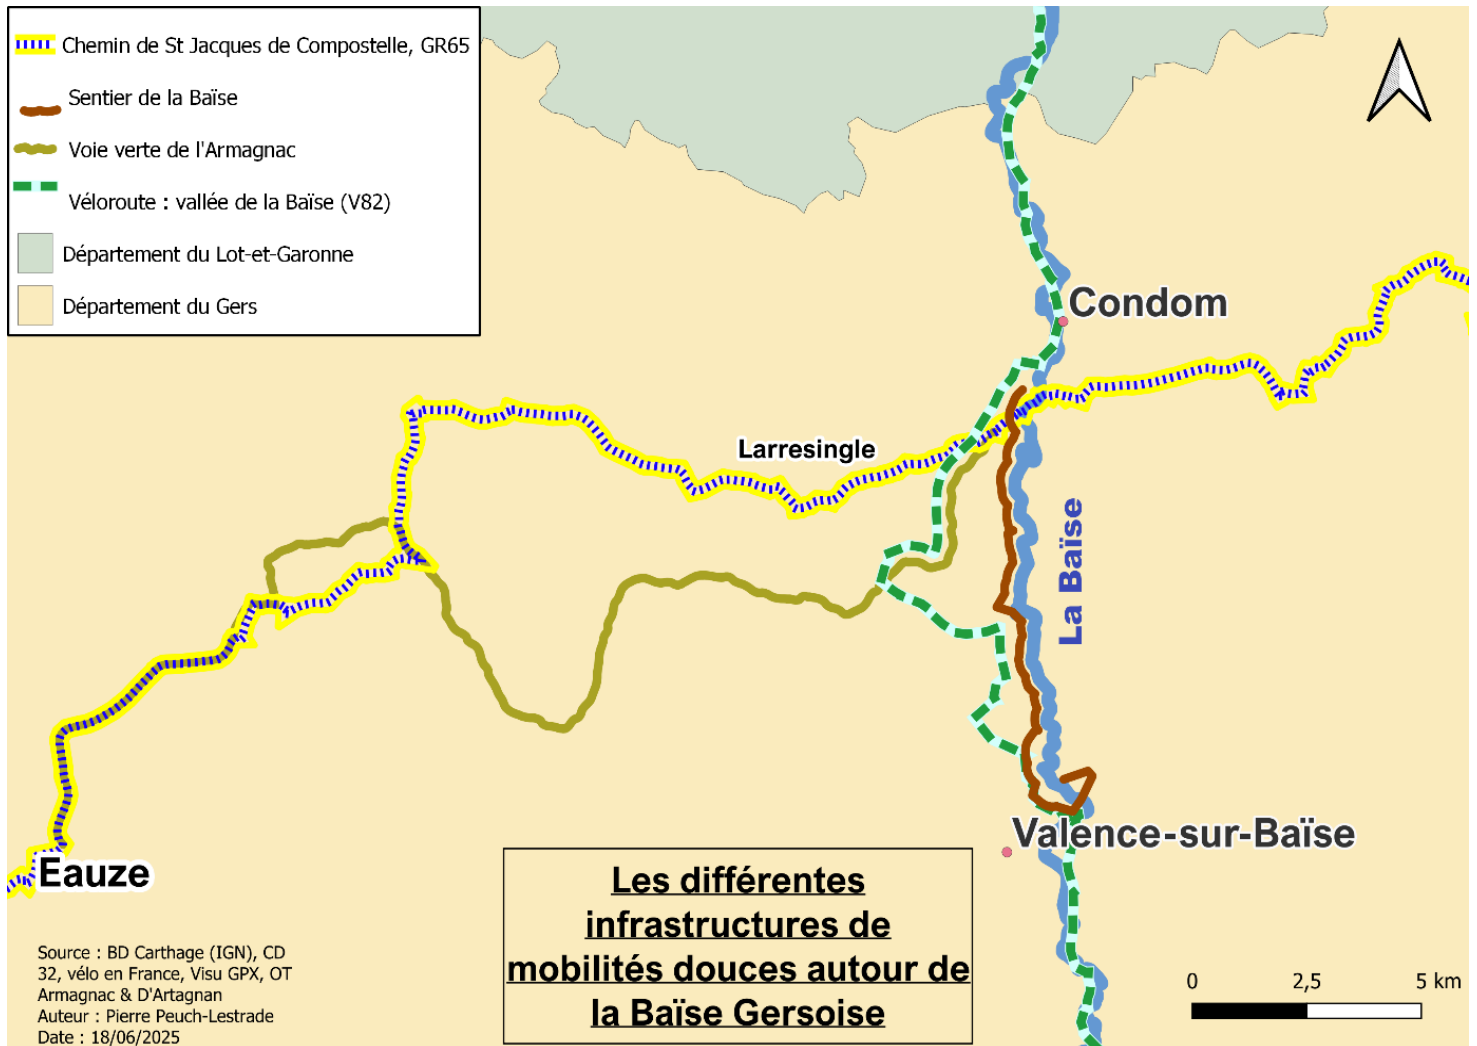 Chemin de St Jacques de Compostelle, GR65
Sentier de la Baïse
Voie verte de l'Armagnac
Véloroute : vallée de la Baïse (V82)
Département du Lot-et-Garonne
Département du Gers
Condom
Larresingle
La Baïse
Valence-sur-Baïse
Eauze
Les différentes
infrastructures de
mobilités douces autour de
la Baïse Gersoise
Source : BD Carthage (IGN), CD
32, vélo en France, Visu GPX, OT
Armagnac & D'Artagnan
Auteur : Pierre Peuch-Lestrade
Date : 18/06/2025
0 2,5 5 km